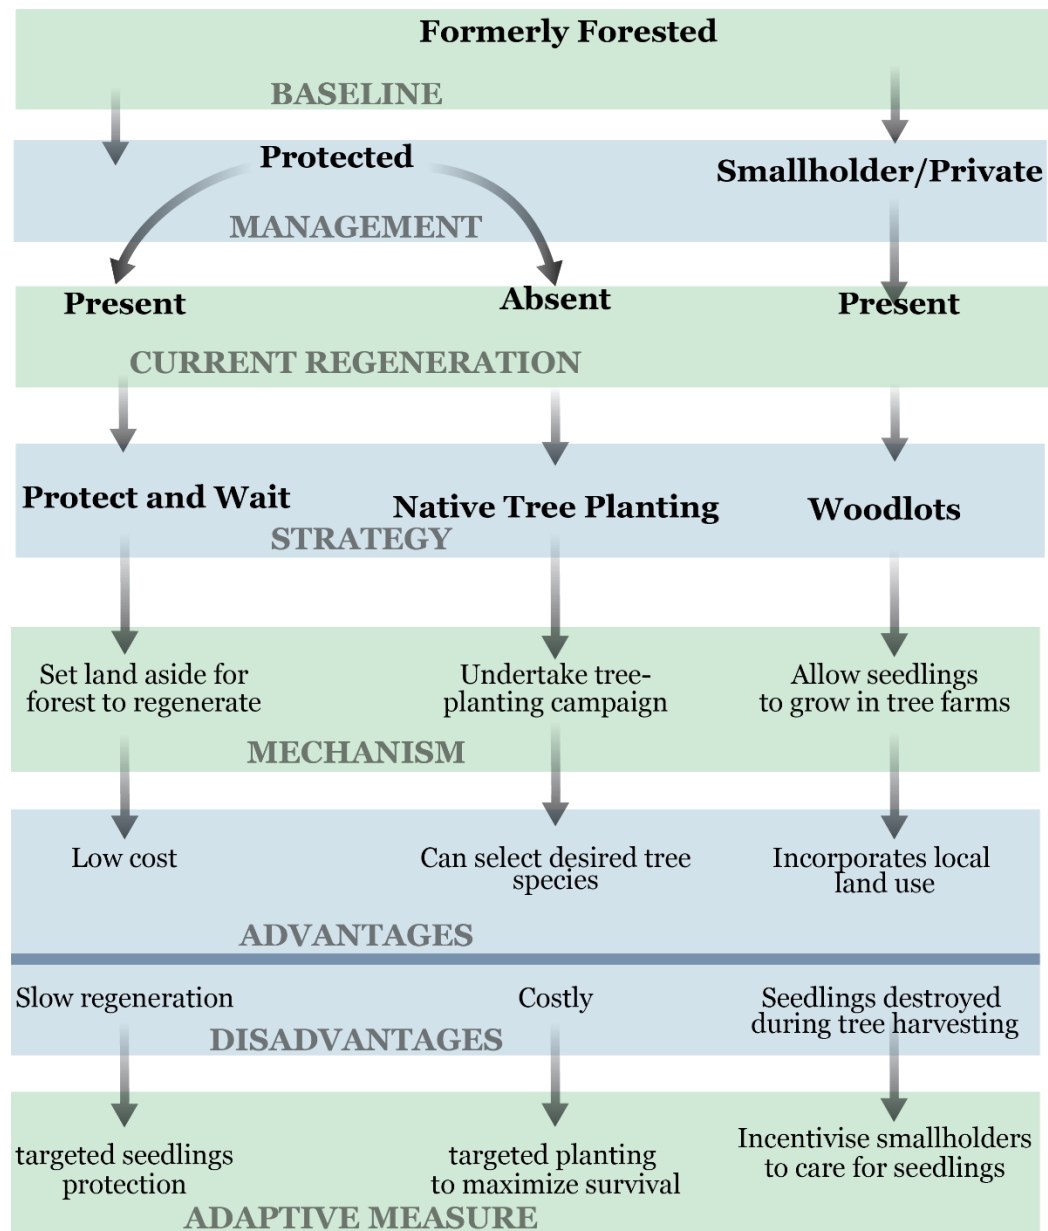 Formerly Forested
BASELINE
Protected
Smallholder/Private
MANAGEMENT
Present
Absent
Present
CURRENT REGENERATION
Protect and Wait
Native Tree Planting
Woodlots
STRATEGY
Set land aside for
forest to regenerate
Undertake tree-
planting campaign
Allow seedlings
to grow in tree farms
MECHANISM
Low cost
Can select desired tree
species
Incorporates local
land use
ADVANTAGES
Slow regeneration
Costly
Seedlings destroyed
during tree harvesting
DISADVANTAGES
targeted seedlings
protection
targeted planting
to maximize survival
Incentivise smallholders
to care for seedlings
ADAPTIVE MEASURE